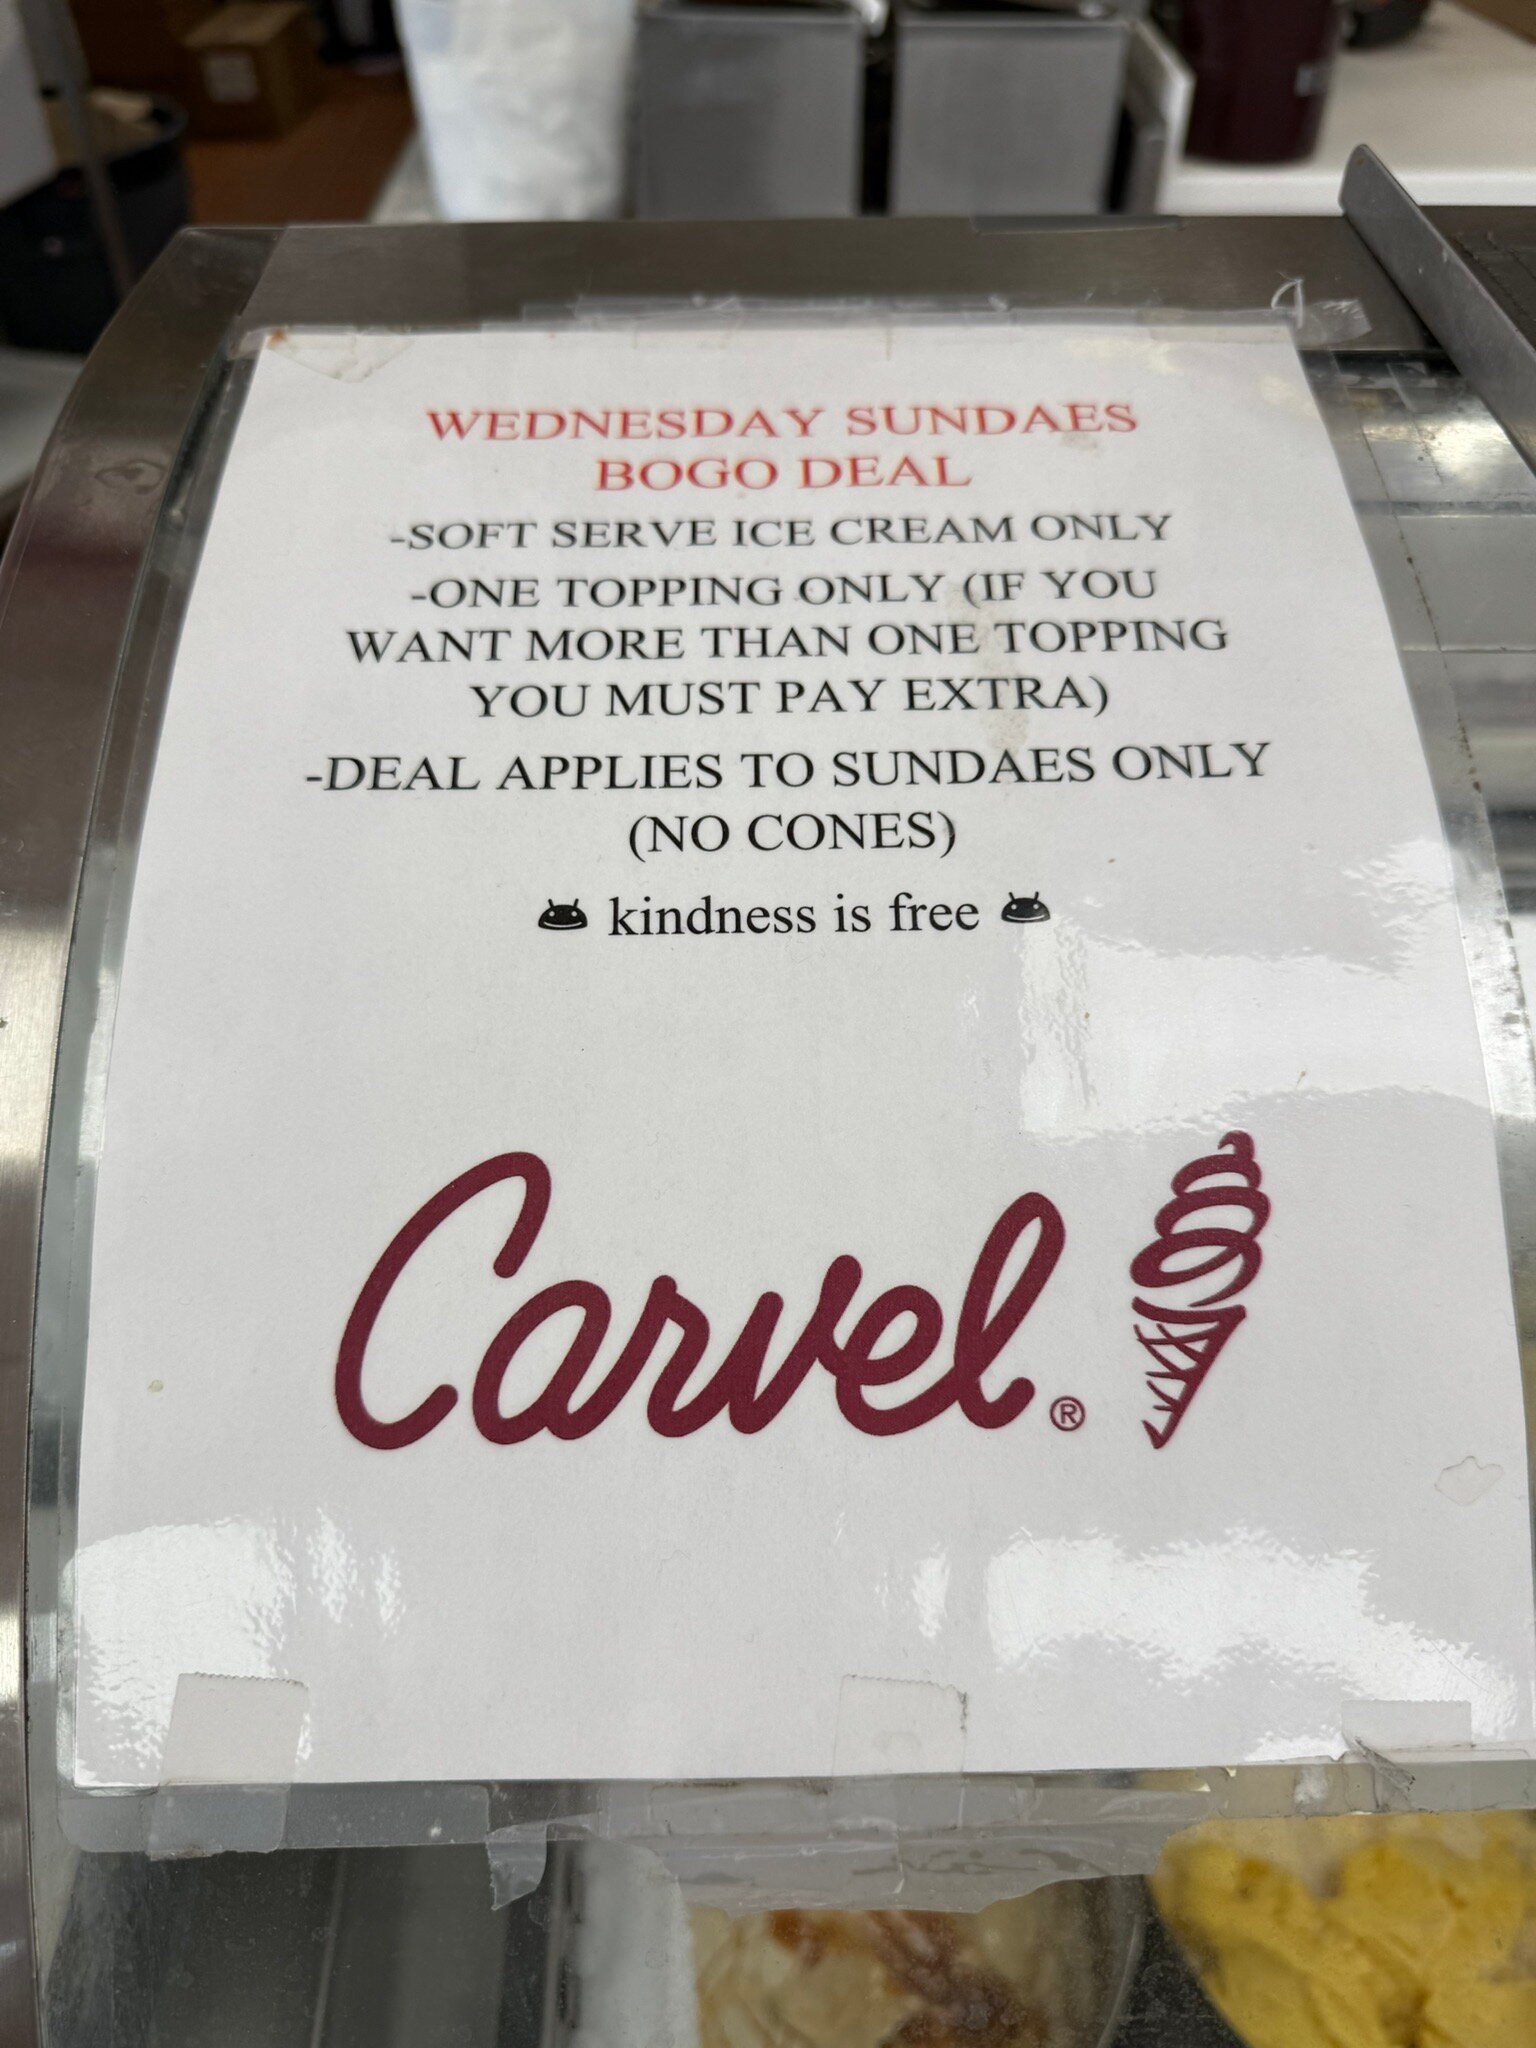 WEDNESDAY SUNDAES
BOGO DEAL
-SOFT SERVE ICE CREAM ONLY
-ONE TOPPING ONLY (IF YOU
WANT MORE THAN ONE TOPPING
YOU MUST PAY EXTRA)
-DEAL APPLIES TO SUNDAES ONLY
(NO CONES)
kindness is free
Carvel®